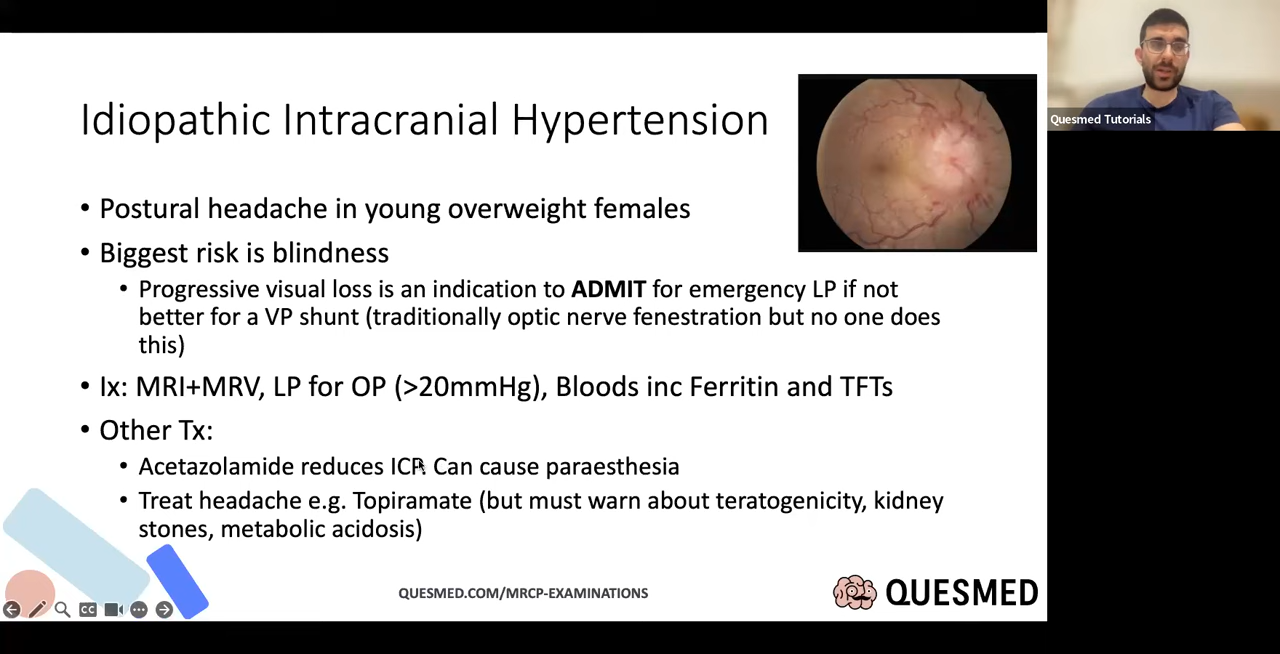 Idiopathic Intracranial Hypertension
Quesmed Tutorials
• Postural headache in young overweight females
• Biggest risk is blindness
• Progressive visual loss is an indication to ADMIT for emergency LP if not
better for a VP shunt (traditionally optic nerve fenestration but no one does
this)
• Ix: MRI+MRV, LP for OP (>20mmHg), Bloods inc Ferritin and TFTs
• Other Tx:
• Acetazolamide reduces ICP. Can cause paraesthesia
• Treat headache e.g. Topiramate (but must warn about teratogenicity, kidney
stones, metabolic acidosis)
QUESMED.COM/MRCP-EXAMINATIONS
QUESMED
CC